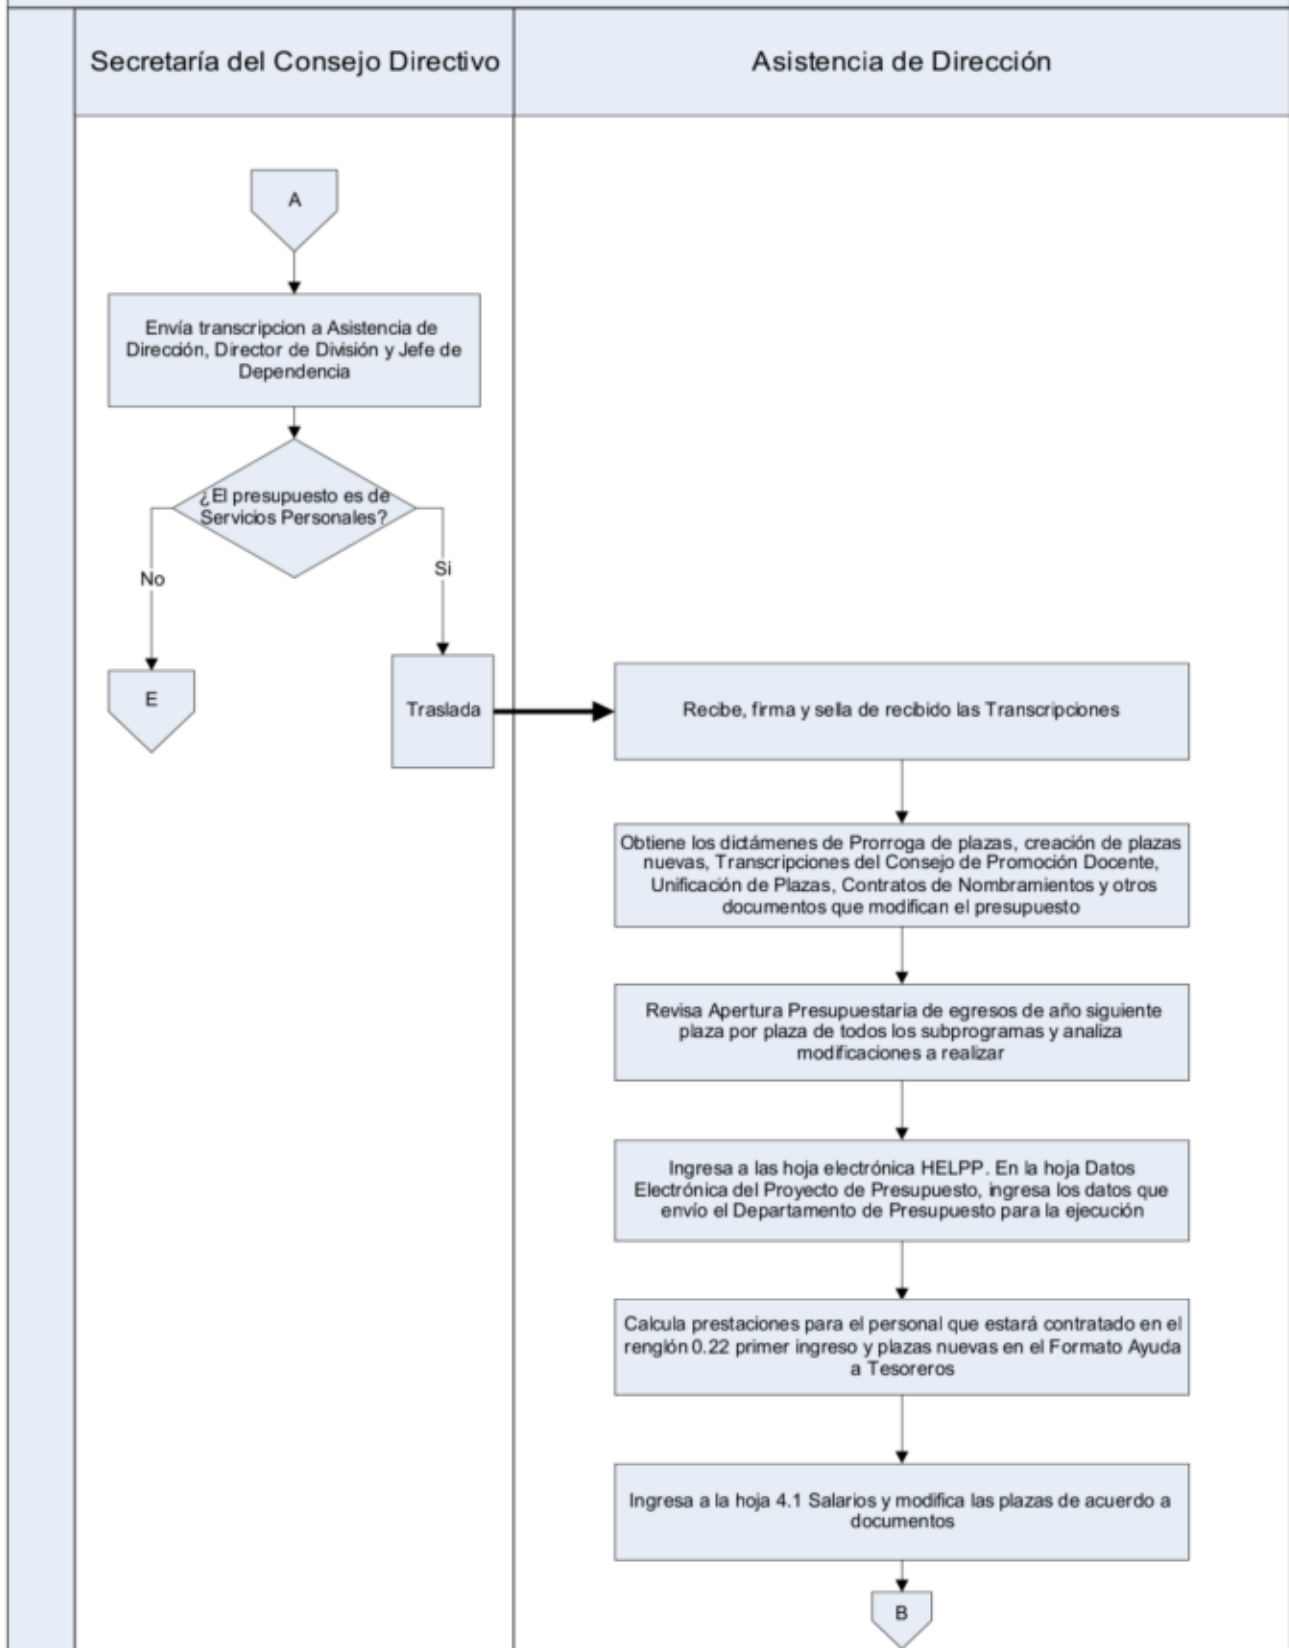 Secretaría del Consejo Directivo
Asistencia de Dirección
A
Envía transcripcion a Asistencia de
Dirección, Director de División y Jefe de
Dependencia
¿El presupuesto es de
Servicios Personales?
No
Si
E
Traslada
Recibe, firma y sella de recibido las Transcripciones
Obtiene los dictámenes de Prorroga de plazas, creación de plazas
nuevas, Transcripciones del Consejo de Promoción Docente,
Unificación de Plazas, Contratos de Nombramientos y otros
documentos que modifican el presupuesto
Revisa Apertura Presupuestaria de egresos de año siguiente
plaza por plaza de todos los subprogramas y analiza
modificaciones a realizar
Ingresa a las hoja electrónica HELPP. En la hoja Datos
Electrónica del Proyecto de Presupuesto, ingresa los datos que
envío el Departamento de Presupuesto para la ejecución
Calcula prestaciones para el personal que estará contratado en el
renglón 0.22 primer ingreso y plazas nuevas en el Formato Ayuda
a Tesoreros
Ingresa a la hoja 4.1 Salarios y modifica las plazas de acuerdo a
documentos
B